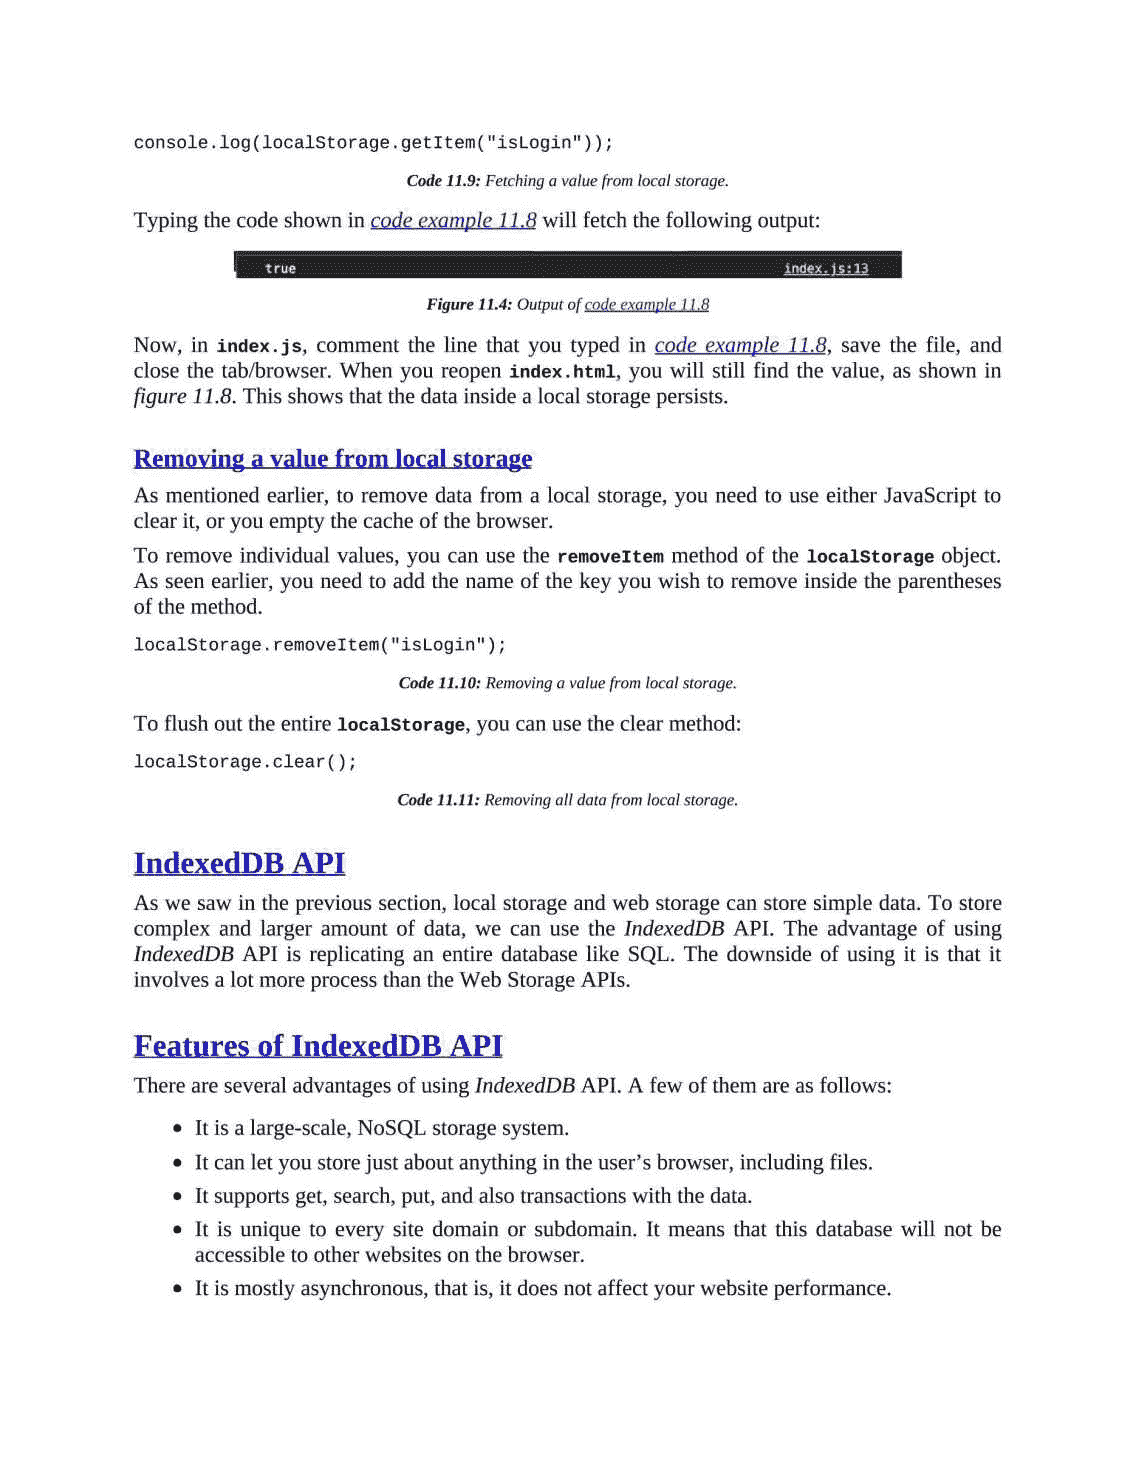 console.log(localStorage.getItem("isLogin"));
Code 11.9: Fetching a value from local storage.
Typing the code shown in code example 11.8 will fetch the following output:
true index.js:13
Figure 11.4: Output of code example 11.8
Now, in index.js, comment the line that you typed in code example 11.8, save the file, and
close the tab/browser. When you reopen index.html, you will still find the value, as shown in
figure 11.8. This shows that the data inside a local storage persists.
Removing a value from local storage
As mentioned earlier, to remove data from a local storage, you need to use either JavaScript to
clear it, or you empty the cache of the browser.
To remove individual values, you can use the removeItem method of the localStorage object.
As seen earlier, you need to add the name of the key you wish to remove inside the parentheses
of the method.
localStorage.removeItem("isLogin");
Code 11.10: Removing a value from local storage.
To flush out the entire localStorage, you can use the clear method:
localStorage.clear();
Code 11.11: Removing all data from local storage.
IndexedDB API
As we saw in the previous section, local storage and web storage can store simple data. To store
complex and larger amount of data, we can use the IndexedDB API. The advantage of using
IndexedDB API is replicating an entire database like SQL. The downside of using it is that it
involves a lot more process than the Web Storage APIs.
Features of IndexedDB API
There are several advantages of using IndexedDB API. A few of them are as follows:
• It is a large-scale, NoSQL storage system.
• It can let you store just about anything in the user’s browser, including files.
• It supports get, search, put, and also transactions with the data.
• It is unique to every site domain or subdomain. It means that this database will not be
accessible to other websites on the browser.
• It is mostly asynchronous, that is, it does not affect your website performance.